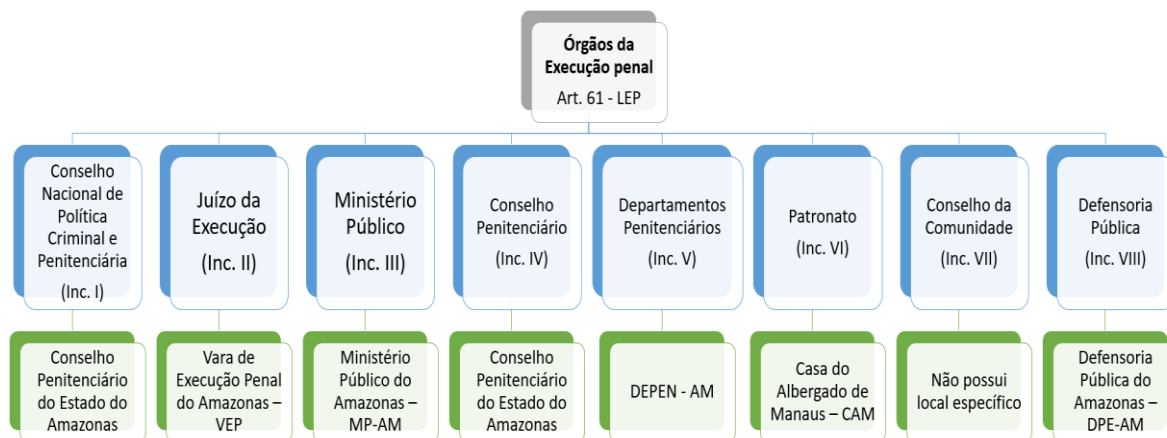 Órgãos da
Execução penal
Art. 61 - LEP
Conselho
Nacional de
Política
Criminal e
Penitenciária
(Inc. I)
Juízo da
Execução
(Inc. II)
Ministério
Público
(Inc. III)
Conselho
Penitenciário
(Inc. IV)
Departamentos
Penitenciários
(Inc. V)
Patronato
(Inc. VI)
Conselho da
Comunidade
(Inc. VII)
Defensoria
Pública
(Inc. VIII)
Conselho
Penitenciário
do Estado do
Amazonas
Vara de
Execução Penal
do Amazonas –
VEP
Ministério
Público do
Amazonas –
MP-AM
Conselho
Penitenciário
do Estado do
Amazonas
DEPEN - AM
Casa do
Albergado de
Manaus – CAM
Não possui
local específico
Defensoria
Pública do
Amazonas –
DPE-AM